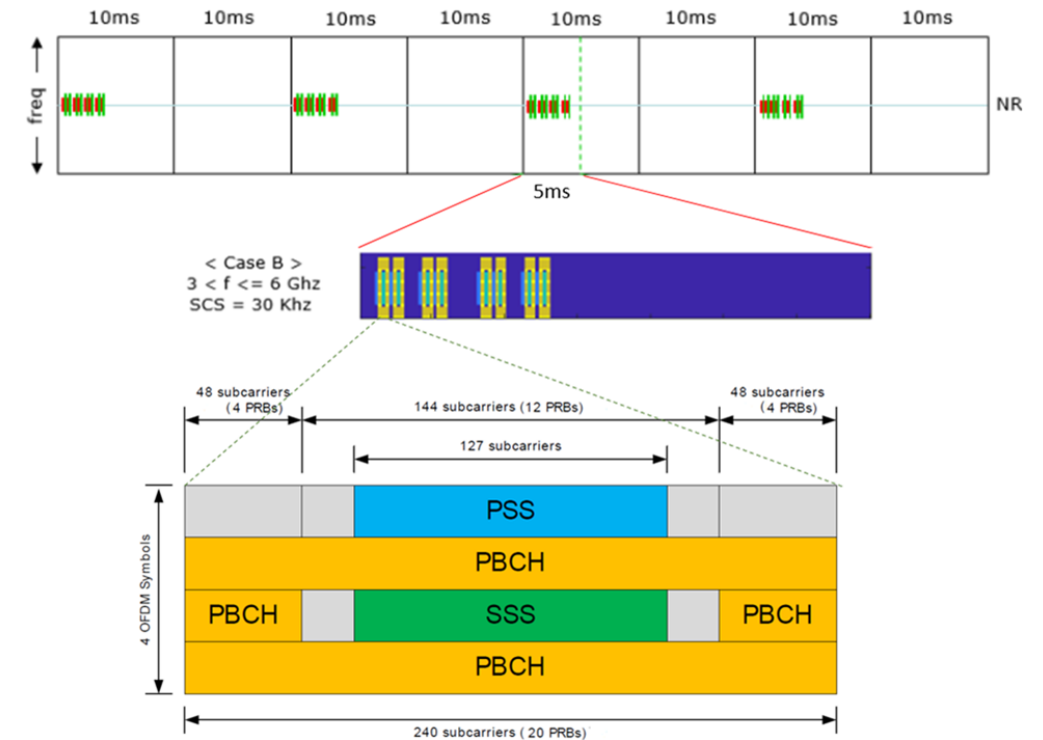 10ms 10ms 10ms 10ms 10ms 10ms 10ms 10ms
freq
NR
5ms
< Case B >
3 < f <= 6 Ghz
SCS = 30 Khz
48 subcarriers
(4 PRBs)
144 subcarriers (12 PRBs)
48 subcarriers
(4 PRBs)
127 subcarriers
4 OFDM Symbols
PSS
PBCH
PBCH SSS PBCH
PBCH
240 subcarriers ( 20 PRBs)